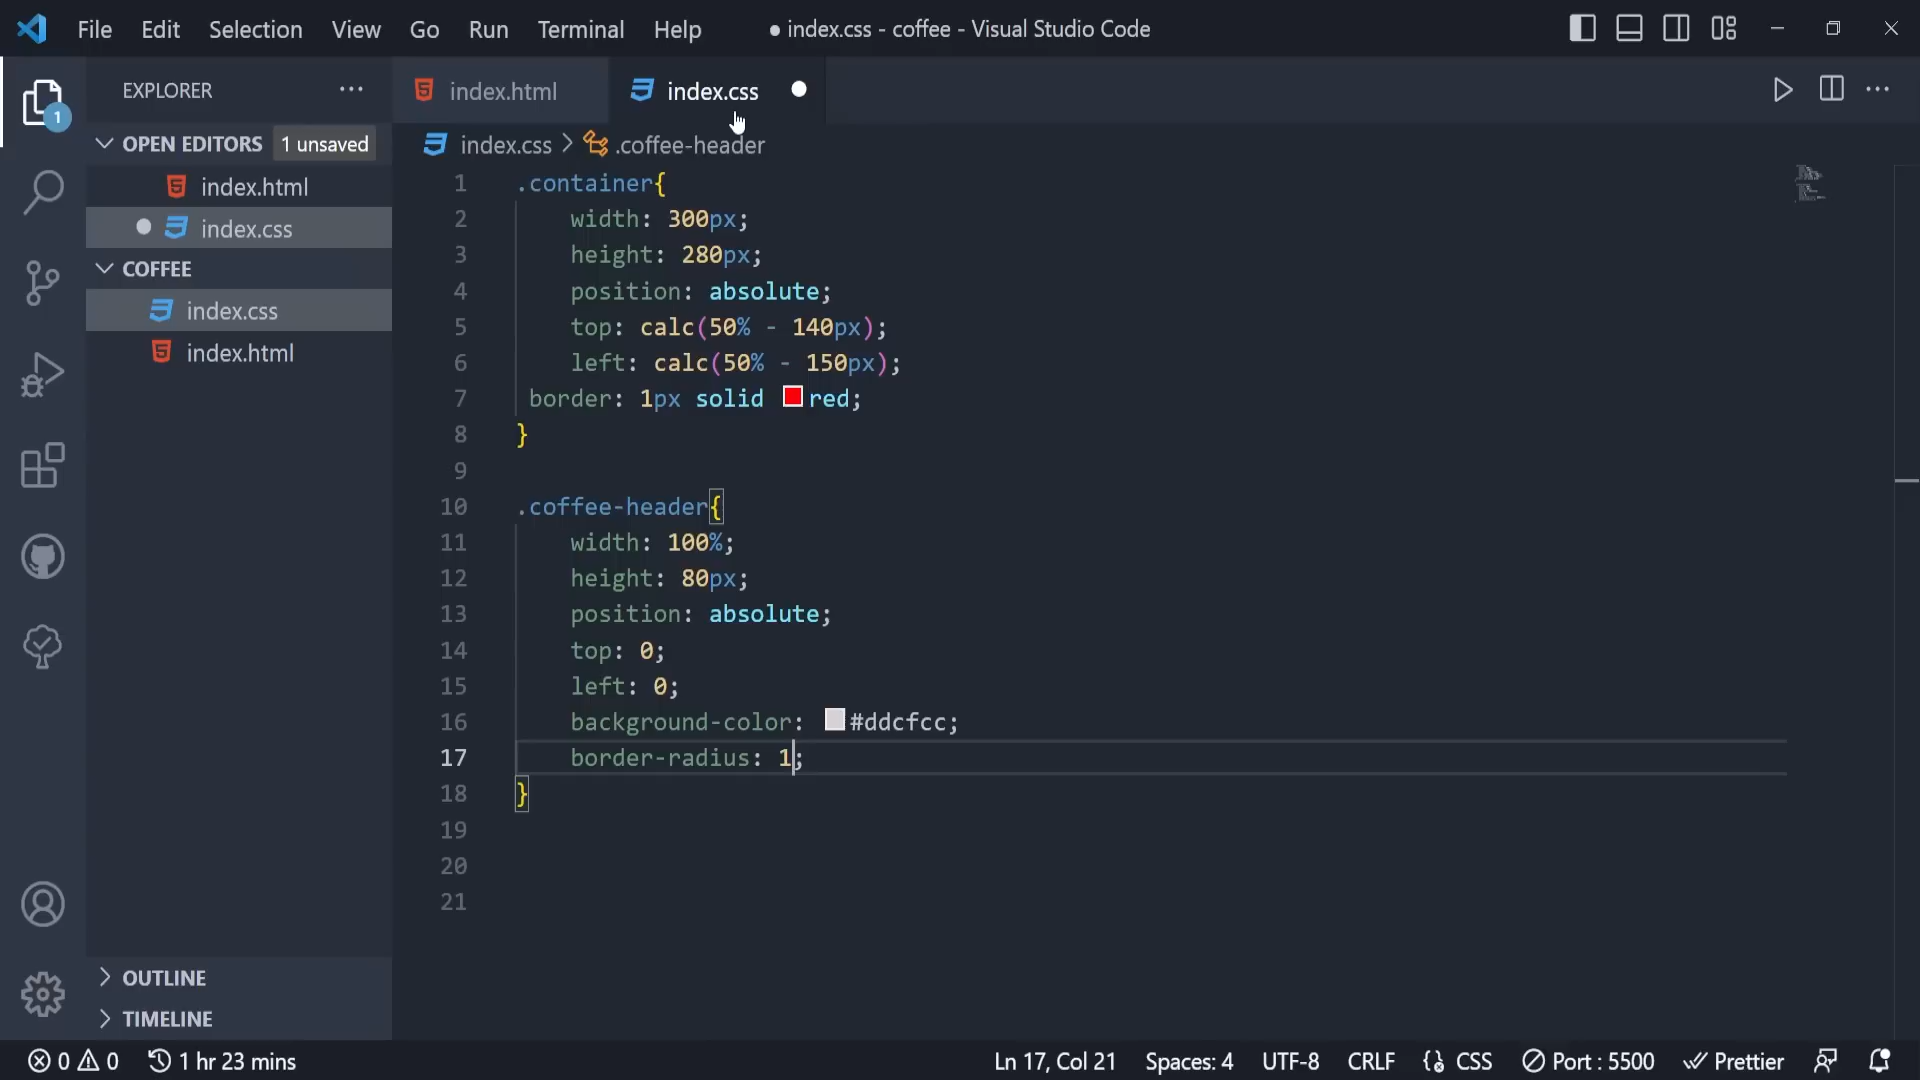 File Edit Selection View Go Run Terminal Help ● index.css - coffee - Visual Studio Code
EXPLORER ··· index.html index.css
1
OPEN EDITORS 1 unsaved
index.css > .coffee-header
index.html
index.css
COFFEE
index.css
index.html
1 .container{
2 width: 300px;
3 height: 280px;
4 position: absolute;
5 top: calc(50% - 140px);
6 left: calc(50% - 150px);
7 border: 1px solid red;
8 }
9
10 .coffee-header{
11 width: 100%;
12 height: 80px;
13 position: absolute;
14 top: 0;
15 left: 0;
16 background-color: #ddcfcc;
17 border-radius: 1;
18 }
19
20
21
OUTLINE
TIMELINE
0 0 1 hr 23 mins Ln 17, Col 21 Spaces: 4 UTF-8 CRLF {} CSS Port : 5500 Prettier